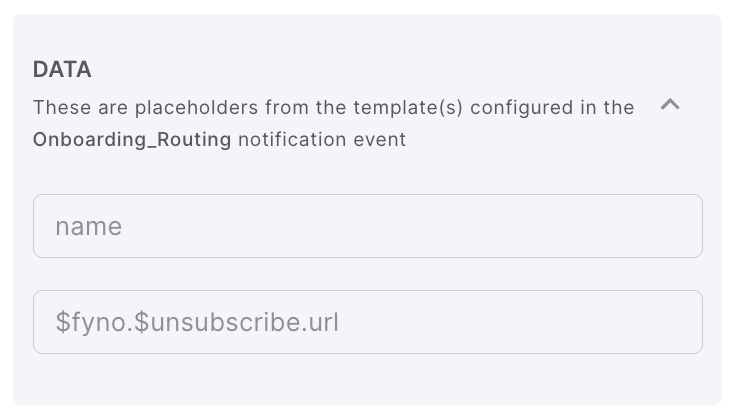 DATA
These are placeholders from the template(s) configured in the
Onboarding_Routing notification event
name
$fyno.$unsubscribe.url